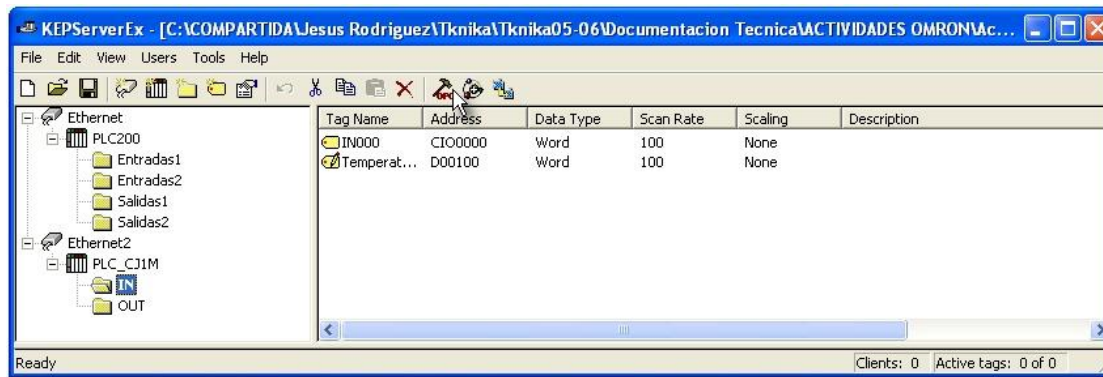 KEPServerEx - [C:\COMPARTIDA\Jesus Rodriguez\Tknika\Tknika05-06\Documentacion Tecnica\ACTIVIDADES OMRON\Ac...
File Edit View Users Tools Help
Ethernet
PLC200
Entradas1
Entradas2
Salidas1
Salidas2
Ethernet2
PLC_CJ1M
IN
OUT
Tag Name Address Data Type Scan Rate Scaling Description
IN000 CIO0000 Word 100 None
Temperat... D00100 Word 100 None
Ready Clients: 0 Active tags: 0 of 0